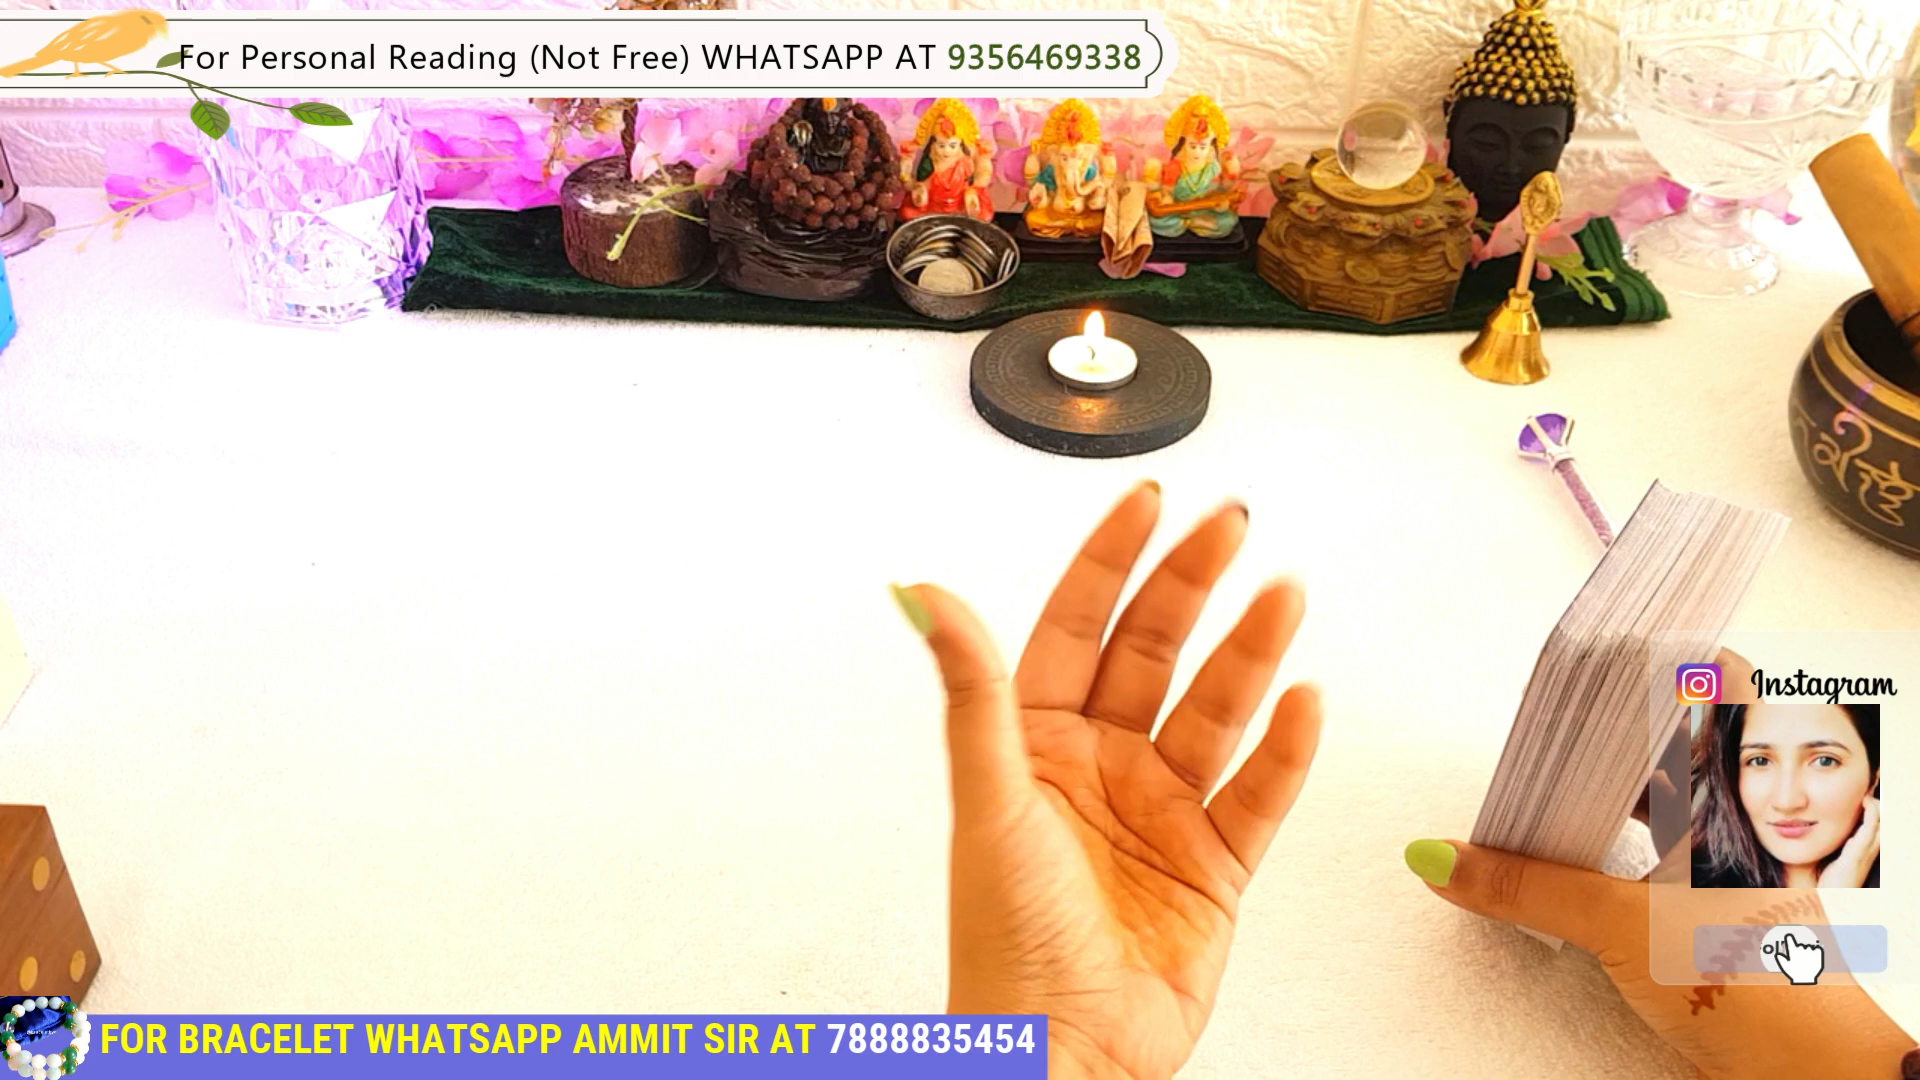 For Personal Reading (Not Free) WHATSAPP AT 9356469338
Instagram
FOR BRACELET WHATSAPP AMMIT SIR AT 7888835454